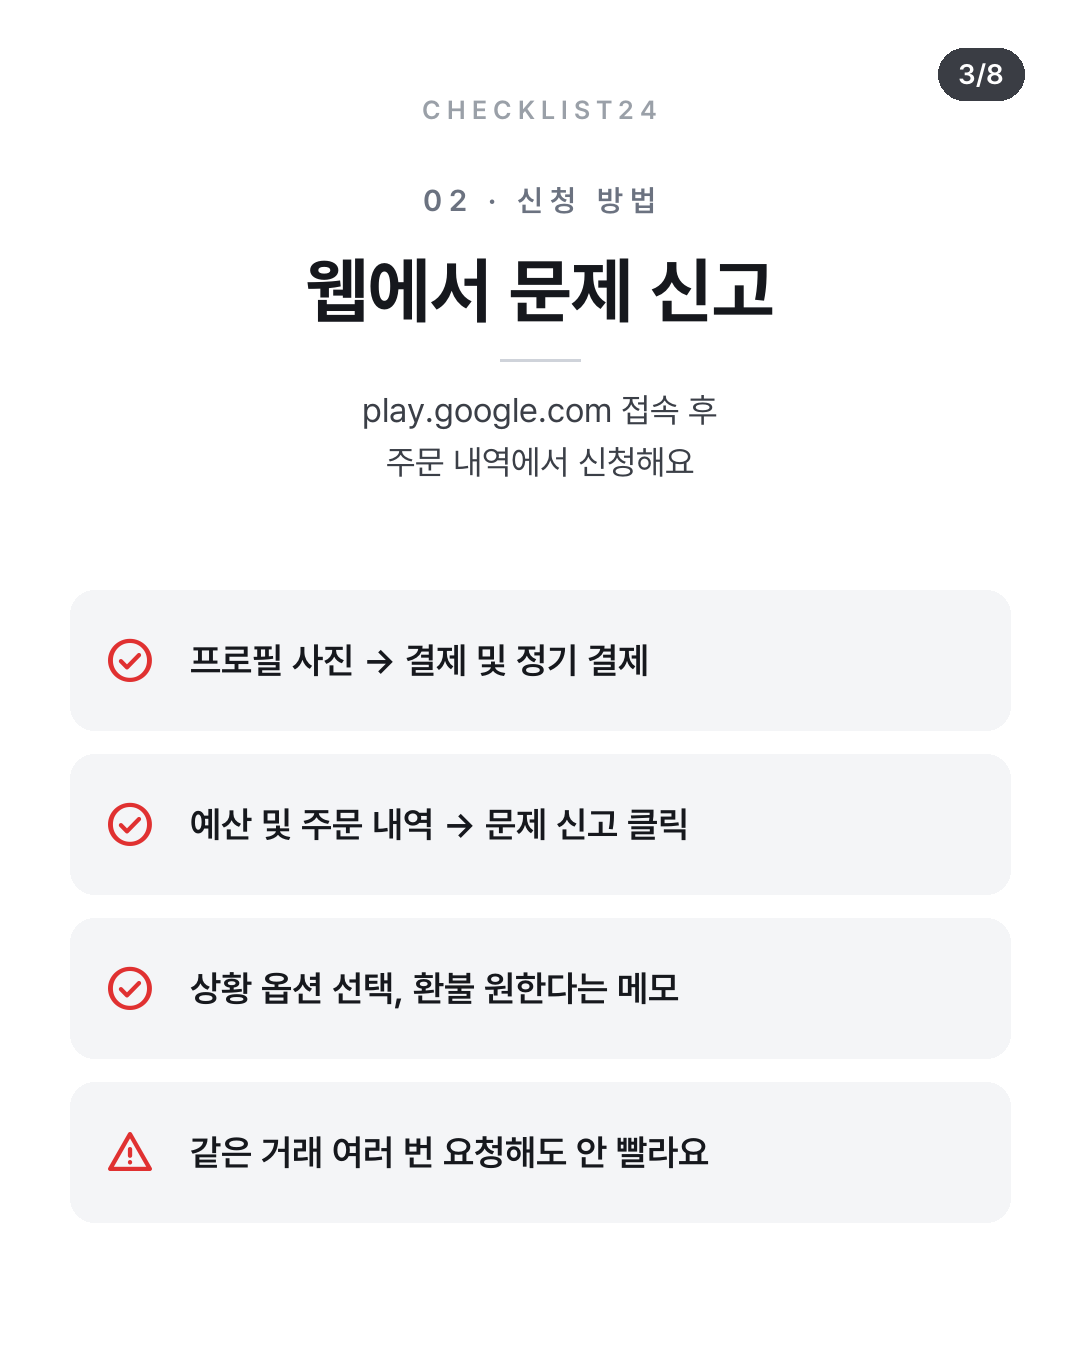 3/8
CHECKLIST24
02 · 신청 방법
웹에서 문제 신고
play.google.com 접속 후
주문 내역에서 신청해요
프로필 사진 → 결제 및 정기 결제
예산 및 주문 내역 → 문제 신고 클릭
상황 옵션 선택, 환불 원한다는 메모
같은 거래 여러 번 요청해도 안 빨라요